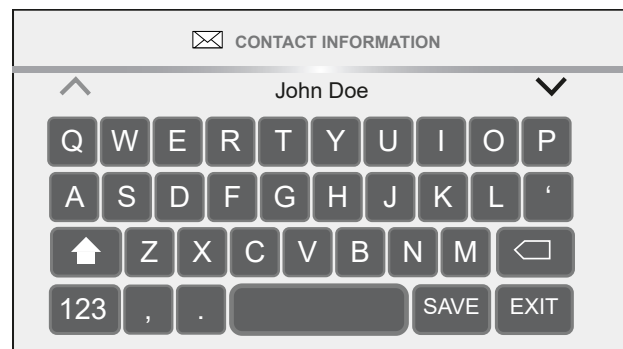 CONTACT INFORMATION
John Doe
Q W E R T Y U I O P
A S D F G H J K L ‘
Z X C V B N M
123 , . SAVE EXIT